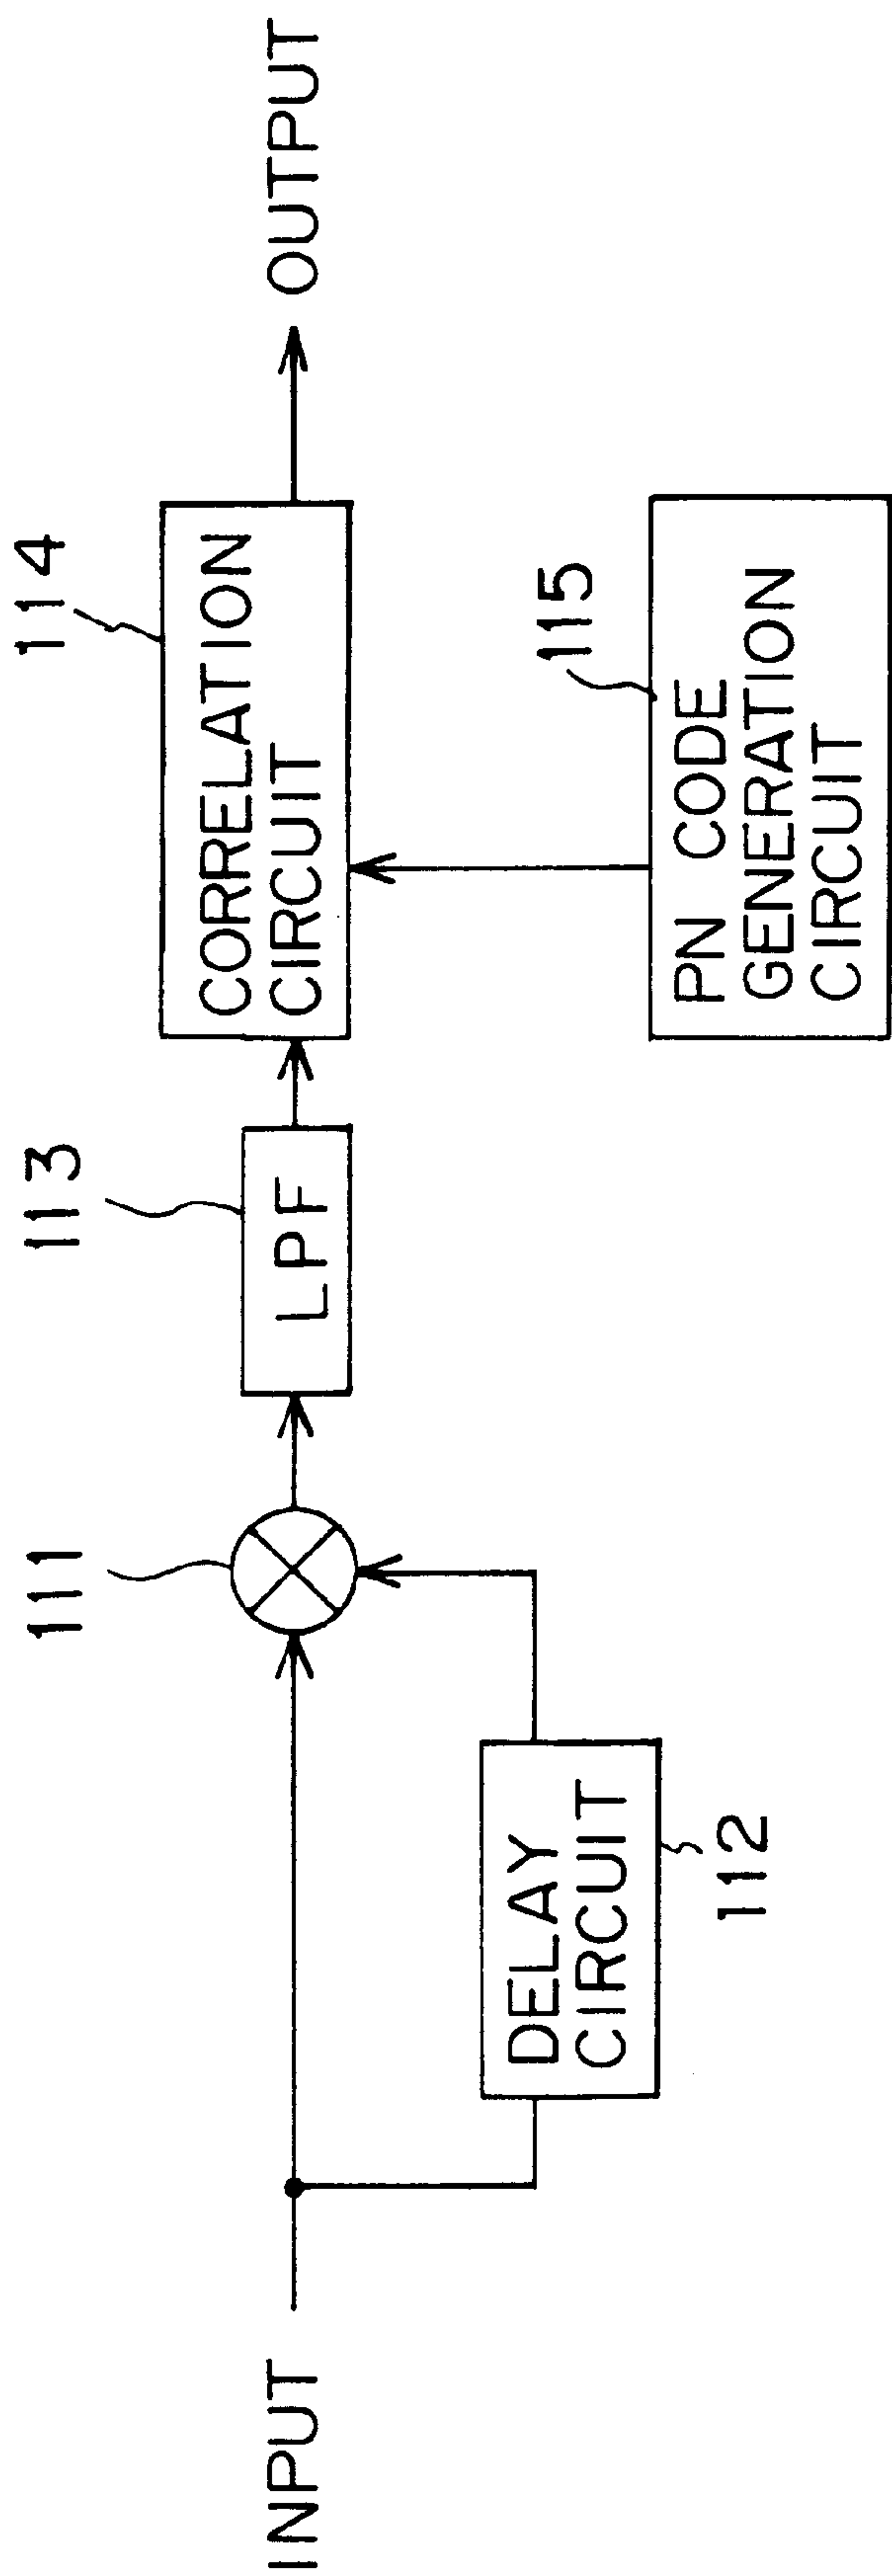 INPUT
DELAY
CIRCUIT
112
111
LPF
113
CORRELATION
CIRCUIT
114
PN CODE
GENERATION
CIRCUIT
115
OUTPUT